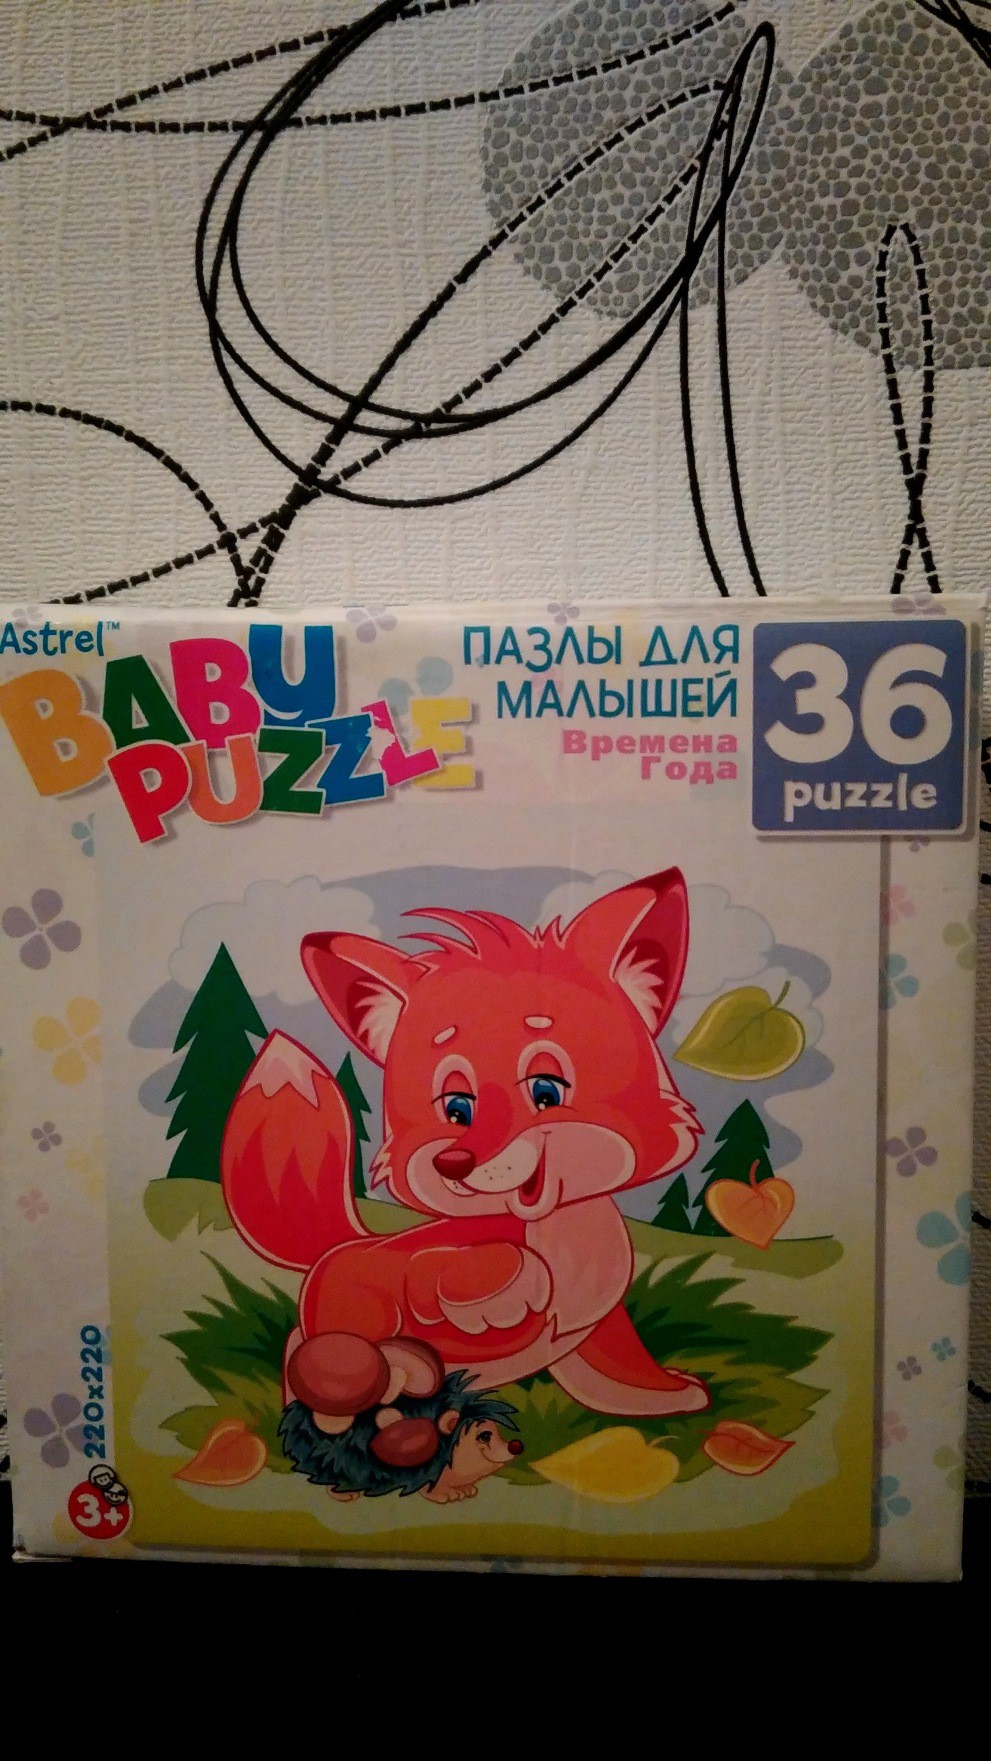 Astrel™
BABY
PUZZLE
ПАЗЛЫ ДЛЯ
МАЛЫШЕЙ
Времена
Года
36
puzzle
220x220
3+